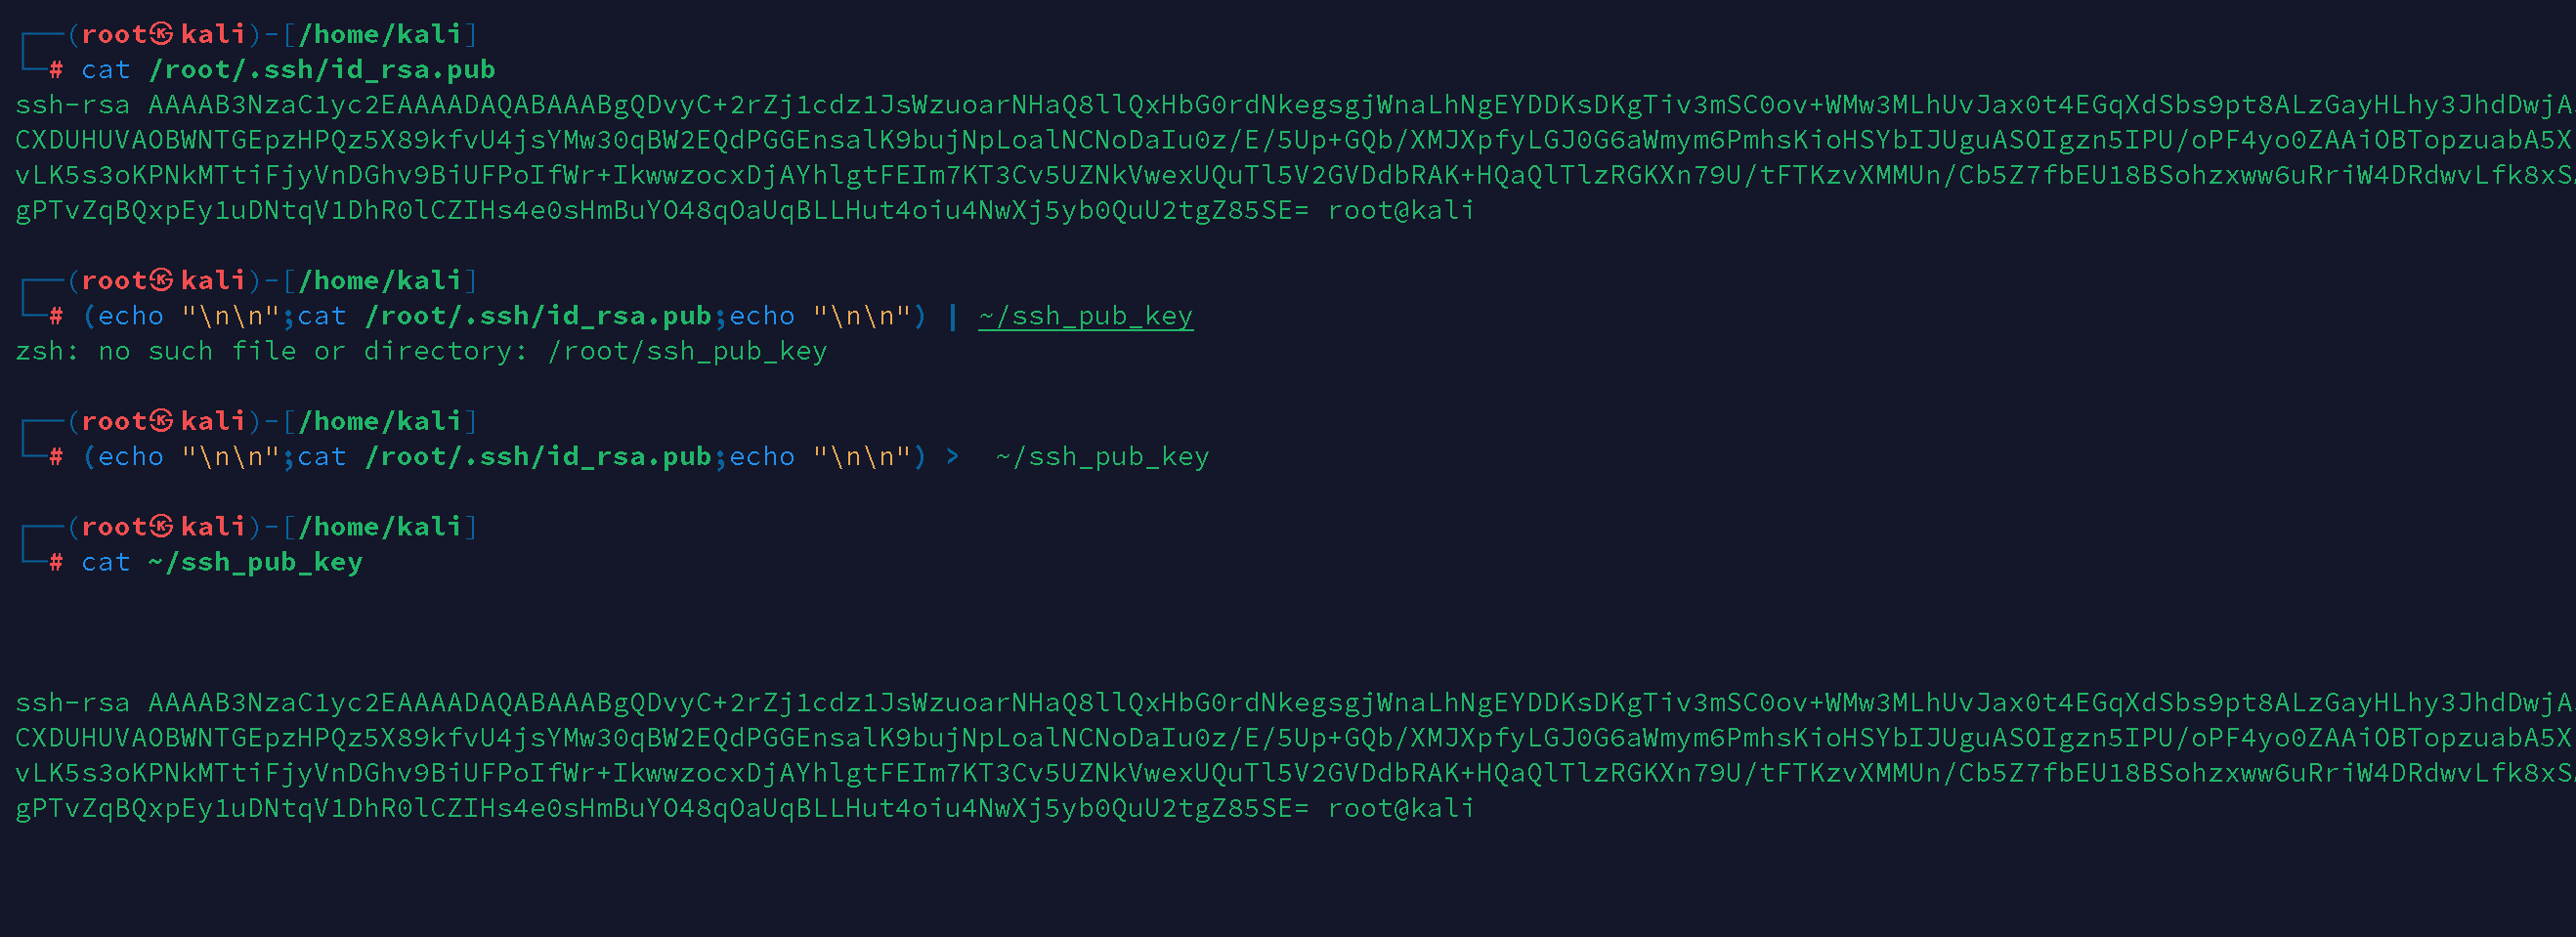 ┌──(root㉿kali)-[/home/kali]
└─# cat /root/.ssh/id_rsa.pub
ssh-rsa AAAAB3NzaC1yc2EAAAADAQABAAABgQDvyC+2rZj1cdz1JsWzuoarNHaQ8llQxHbG0rdNkegsgjWnaLhNgEYDDKsDKgTiv3mSC0ov+WMw3MLhUvJax0t4EGqXdSbs9pt8ALzGayHLhy3JhdDwjA
CXDUHUVAOBWNTGEpzHPQz5X89kfvU4jsYMw30qBW2EQdPGGEnsalK9bujNpLoalNCNoDaIu0z/E/5Up+GQb/XMJXpfyLGJ0G6aWmym6PmhsKioHSYbIJUguASOIgzn5IPU/oPF4yo0ZAAiOBTopzuabA5X
vLK5s3oKPNkMTtiFjyVnDGhv9BiUFPoIfWr+IkwwzocxDjAYhlgtFEIm7KT3Cv5UZNkVwexUQuTl5V2GVDdbRAK+HQaQlTlzRGKXn79U/tFTKzvXMMUn/Cb5Z7fbEU18BSohzxww6uRriW4DRdwvLfk8xS
gPTvZqBQxpEy1uDNtqV1DhR0lCZIHs4e0sHmBuYO48qOaUqBLLHut4oiu4NwXj5yb0QuU2tgZ85SE= root@kali
┌──(root㉿kali)-[/home/kali]
└─# (echo "\n\n";cat /root/.ssh/id_rsa.pub;echo "\n\n") | ~/ssh_pub_key
zsh: no such file or directory: /root/ssh_pub_key
┌──(root㉿kali)-[/home/kali]
└─# (echo "\n\n";cat /root/.ssh/id_rsa.pub;echo "\n\n") >  ~/ssh_pub_key
┌──(root㉿kali)-[/home/kali]
└─# cat ~/ssh_pub_key
ssh-rsa AAAAB3NzaC1yc2EAAAADAQABAAABgQDvyC+2rZj1cdz1JsWzuoarNHaQ8llQxHbG0rdNkegsgjWnaLhNgEYDDKsDKgTiv3mSC0ov+WMw3MLhUvJax0t4EGqXdSbs9pt8ALzGayHLhy3JhdDwjA
CXDUHUVAOBWNTGEpzHPQz5X89kfvU4jsYMw30qBW2EQdPGGEnsalK9bujNpLoalNCNoDaIu0z/E/5Up+GQb/XMJXpfyLGJ0G6aWmym6PmhsKioHSYbIJUguASOIgzn5IPU/oPF4yo0ZAAiOBTopzuabA5X
vLK5s3oKPNkMTtiFjyVnDGhv9BiUFPoIfWr+IkwwzocxDjAYhlgtFEIm7KT3Cv5UZNkVwexUQuTl5V2GVDdbRAK+HQaQlTlzRGKXn79U/tFTKzvXMMUn/Cb5Z7fbEU18BSohzxww6uRriW4DRdwvLfk8xS
gPTvZqBQxpEy1uDNtqV1DhR0lCZIHs4e0sHmBuYO48qOaUqBLLHut4oiu4NwXj5yb0QuU2tgZ85SE= root@kali